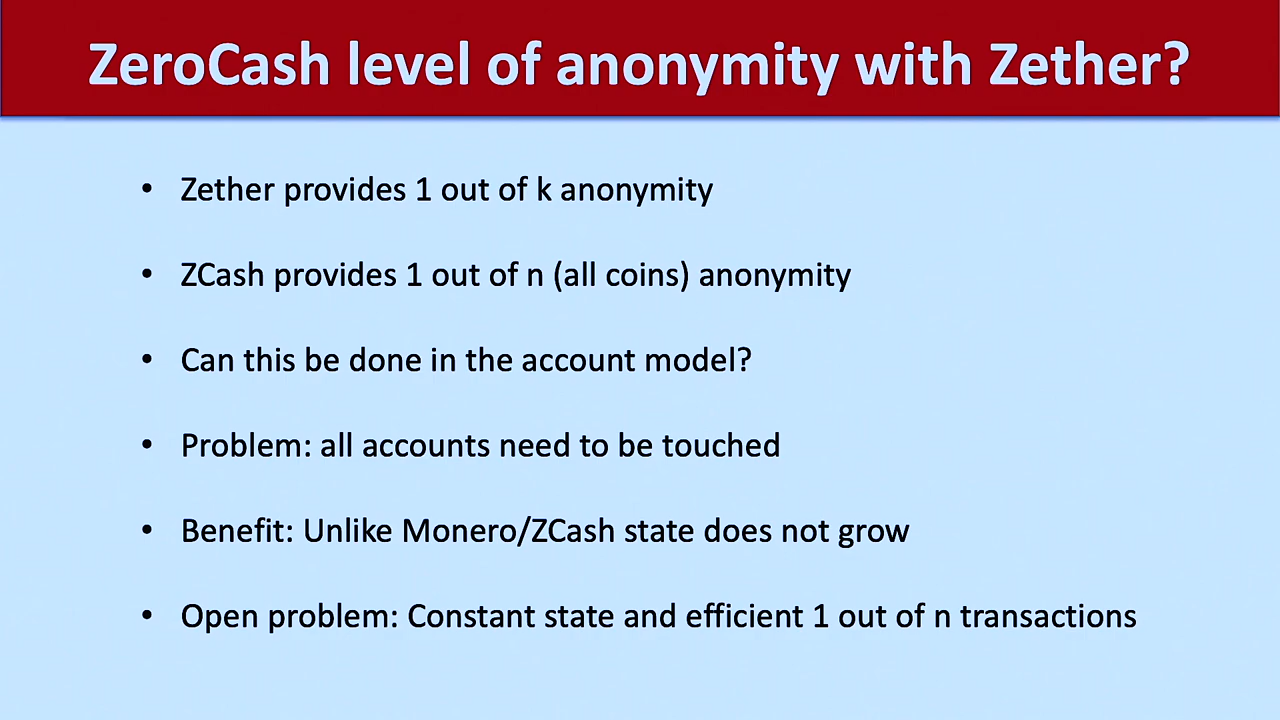 ZeroCash level of anonymity with Zether?
• Zether provides 1 out of k anonymity
• ZCash provides 1 out of n (all coins) anonymity
• Can this be done in the account model?
• Problem: all accounts need to be touched
• Benefit: Unlike Monero/ZCash state does not grow
• Open problem: Constant state and efficient 1 out of n transactions